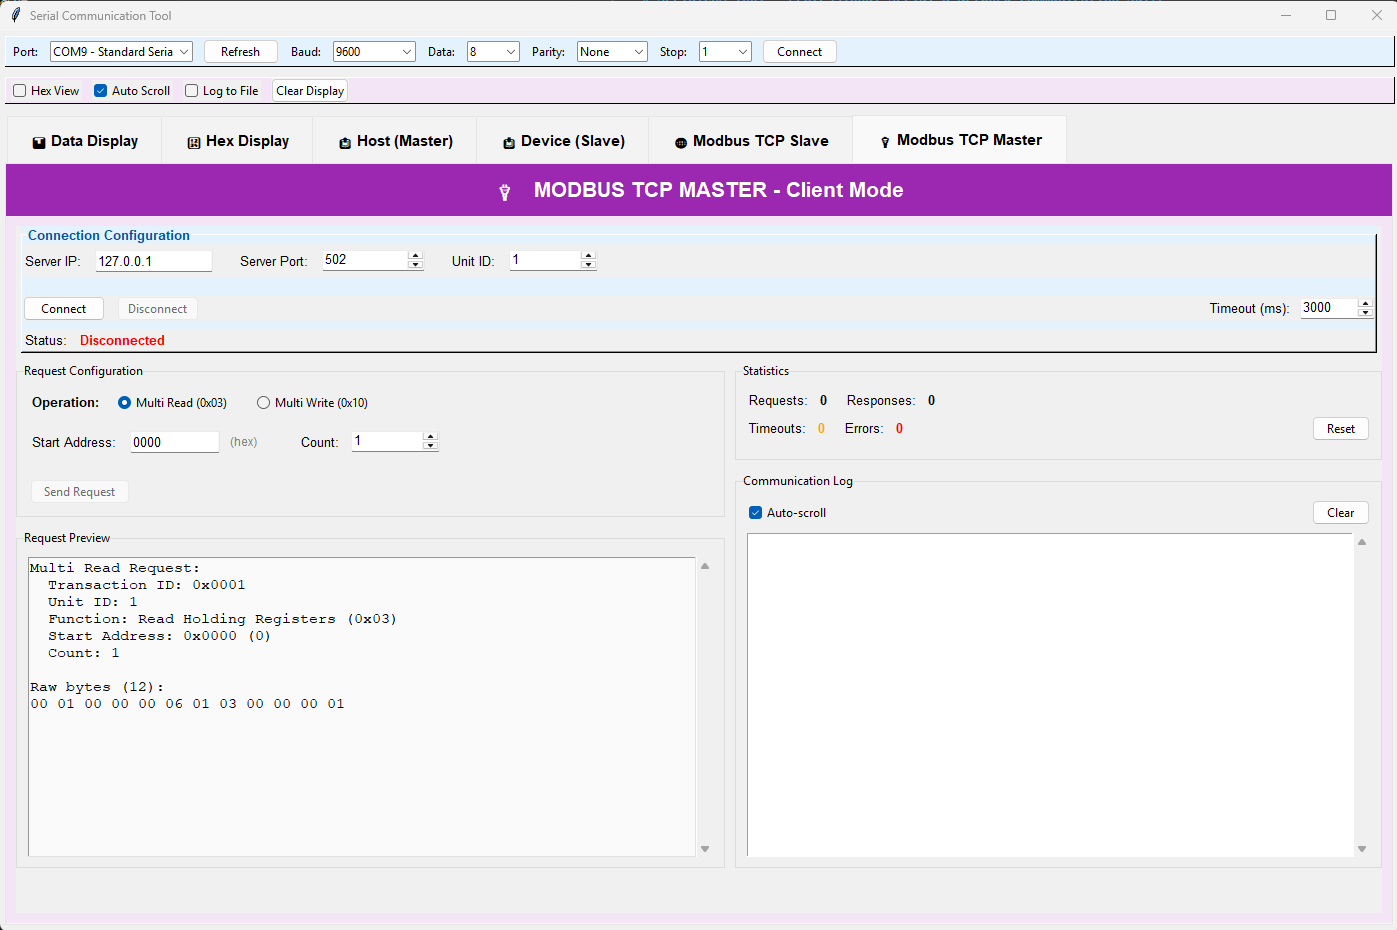 Serial Communication Tool
Port: COM9 - Standard Seria Refresh Baud: 9600 Data: 8 Parity: None Stop: 1 Connect
Hex View Auto Scroll Log to File Clear Display
Data Display Hex Display Host (Master) Device (Slave) Modbus TCP Slave Modbus TCP Master
MODBUS TCP MASTER - Client Mode
Connection Configuration
Server IP: 127.0.0.1 Server Port: 502 Unit ID: 1
Connect Disconnect Timeout (ms): 3000
Status: Disconnected
Request Configuration
Operation: Multi Read (0x03) Multi Write (0x10)
Start Address: 0000 (hex) Count: 1
Send Request
Statistics
Requests: 0 Responses: 0
Timeouts: 0 Errors: 0 Reset
Request Preview
Multi Read Request:
Transaction ID: 0x0001
Unit ID: 1
Function: Read Holding Registers (0x03)
Start Address: 0x0000 (0)
Count: 1
Raw bytes (12):
00 01 00 00 00 06 01 03 00 00 00 01
Communication Log
Auto-scroll Clear